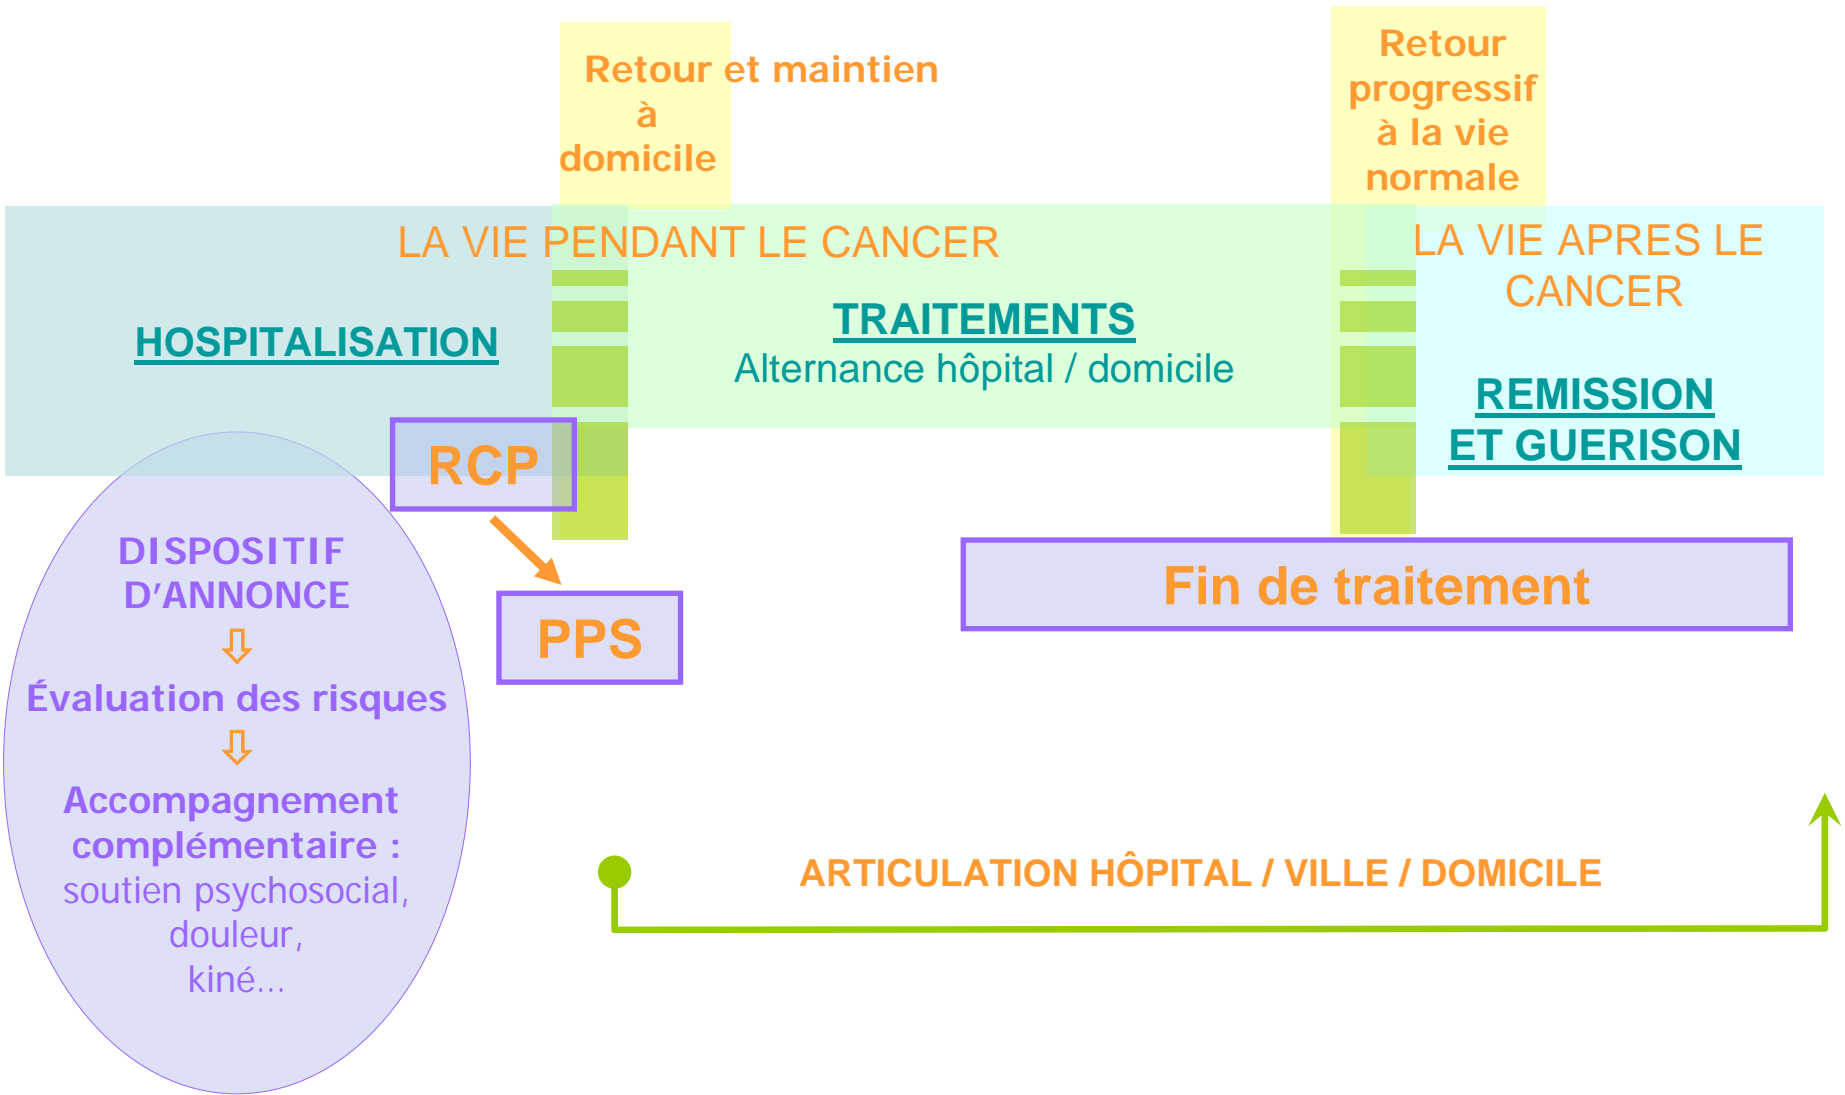 Retour et maintien
à
domicile
Retour
progressif
à la vie
normale
LA VIE PENDANT LE CANCER
LA VIE APRES LE
CANCER
HOSPITALISATION
TRAITEMENTS
Alternance hôpital / domicile
REMISSION
ET GUERISON
RCP
PPS
Fin de traitement
DISPOSITIF
D’ANNONCE
Évaluation des risques
Accompagnement
complémentaire :
soutien psychosocial,
douleur,
kiné…
ARTICULATION HÔPITAL / VILLE / DOMICILE